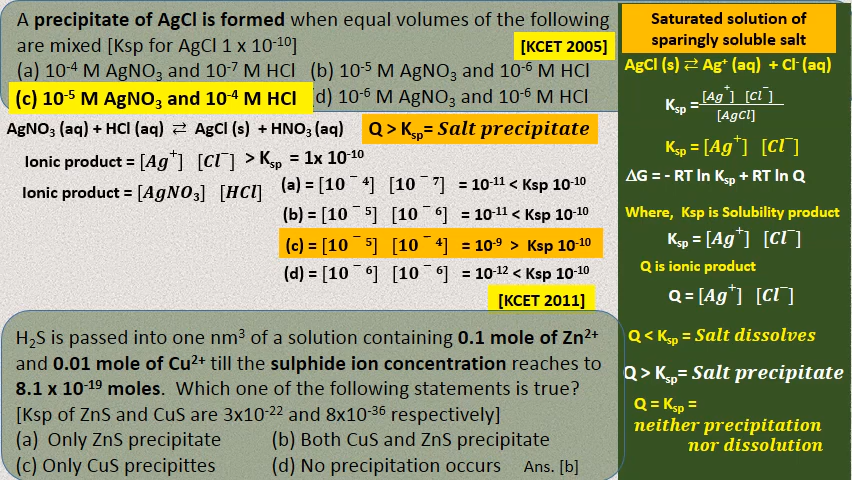 A precipitate of AgCl is formed when equal volumes of the following
are mixed [Ksp for AgCl 1 x 10⁻¹⁰]
[KCET 2005]
(a) 10⁻⁴ M AgNO₃ and 10⁻⁷ M HCl (b) 10⁻⁵ M AgNO₃ and 10⁻⁶ M HCl
(c) 10⁻⁵ M AgNO₃ and 10⁻⁴ M HCl d) 10⁻⁶ M AgNO₃ and 10⁻⁶ M HCl
AgNO₃ (aq) + HCl (aq) ⇄ AgCl (s) + HNO₃ (aq)
Q > Kₛₚ= Salt precipitate
Ionic product = [Ag⁺] [Cl⁻] > Kₛₚ = 1x 10⁻¹⁰
Ionic product = [AgNO₃] [HCl]
(a) = [10⁻⁴] [10⁻⁷] = 10⁻¹¹ < Ksp 10⁻¹⁰
(b) = [10⁻⁵] [10⁻⁶] = 10⁻¹¹ < Ksp 10⁻¹⁰
(c) = [10⁻⁵] [10⁻⁴] = 10⁻⁹ > Ksp 10⁻¹⁰
(d) = [10⁻⁶] [10⁻⁶] = 10⁻¹² < Ksp 10⁻¹⁰
[KCET 2011]
H₂S is passed into one nm³ of a solution containing 0.1 mole of Zn²⁺
and 0.01 mole of Cu²⁺ till the sulphide ion concentration reaches to
8.1 x 10⁻¹⁹ moles. Which one of the following statements is true?
[Ksp of ZnS and CuS are 3x10⁻²² and 8x10⁻³⁶ respectively]
(a) Only ZnS precipitate (b) Both CuS and ZnS precipitate
(c) Only CuS precipittes (d) No precipitation occurs Ans. [b]
Saturated solution of
sparingly soluble salt
AgCl (s) ⇄ Ag⁺ (aq) + Cl⁻ (aq)
Kₛₚ = [Ag⁺] [Cl⁻]
[AgCl]
Kₛₚ = [Ag⁺] [Cl⁻]
ΔG = - RT ln Kₛₚ + RT ln Q
Where, Ksp is Solubility product
Kₛₚ = [Ag⁺] [Cl⁻]
Q is ionic product
Q = [Ag⁺] [Cl⁻]
Q < Kₛₚ = Salt dissolves
Q > Kₛₚ= Salt precipitate
Q = Kₛₚ =
neither precipitation
nor dissolution